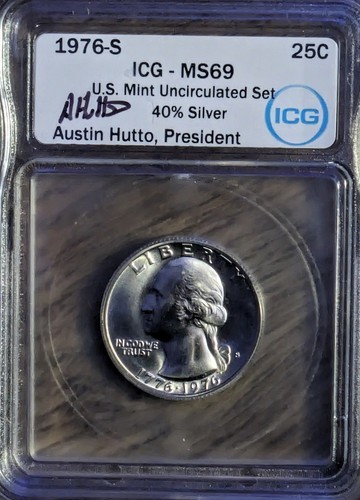 1976-S 25C
ICG - MS69
U.S. Mint Uncirculated Set
40% Silver
ICG
Austin Hutto, President
LIBERTY
IN GOD WE
TRUST
S
1776·1976